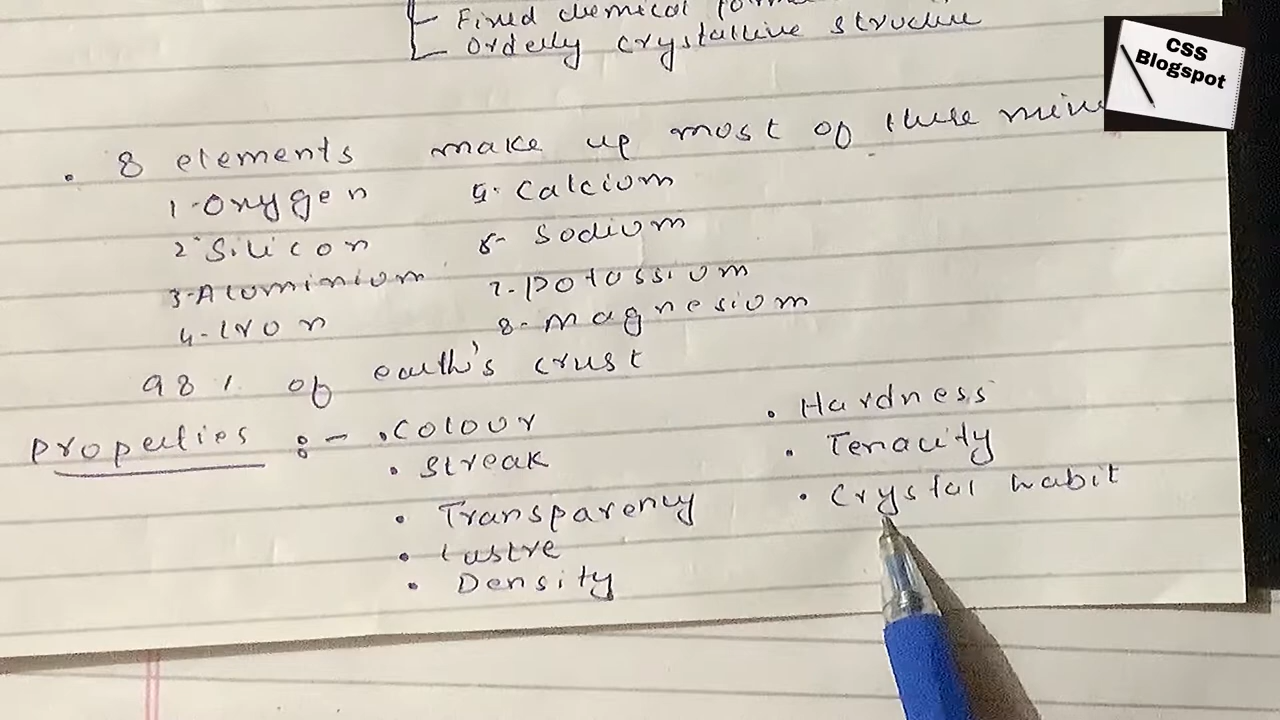 Fixed chemical
Orderly crystalline structure
CSS
Blogspot
• 8 elements make up most of these
1-Oxygen 5-Calcium
2-Silicon 6-Sodium
3-Aluminium 7-Potassium
4-Iron 8-Magnesium
98% of earth's crust
Properties :- •Colour • Hardness
• Streak • Tenacity
• Transparency • Crystal habit
• Lustre
• Density